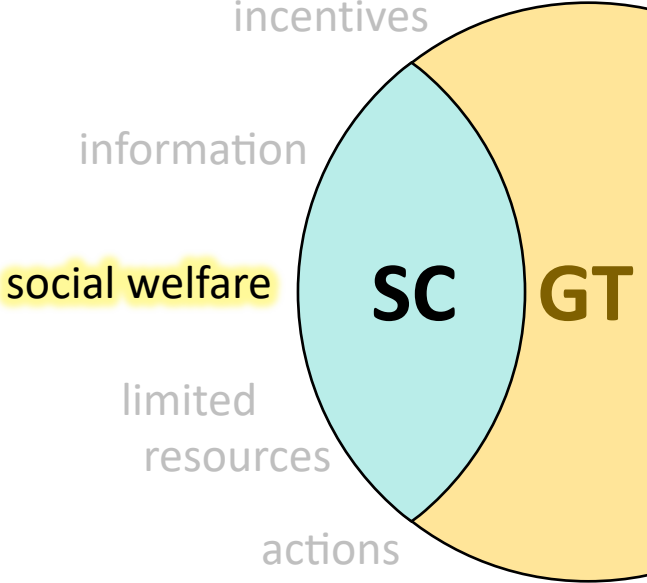 incentives
information
social welfare
SC GT
limited
resources
actions